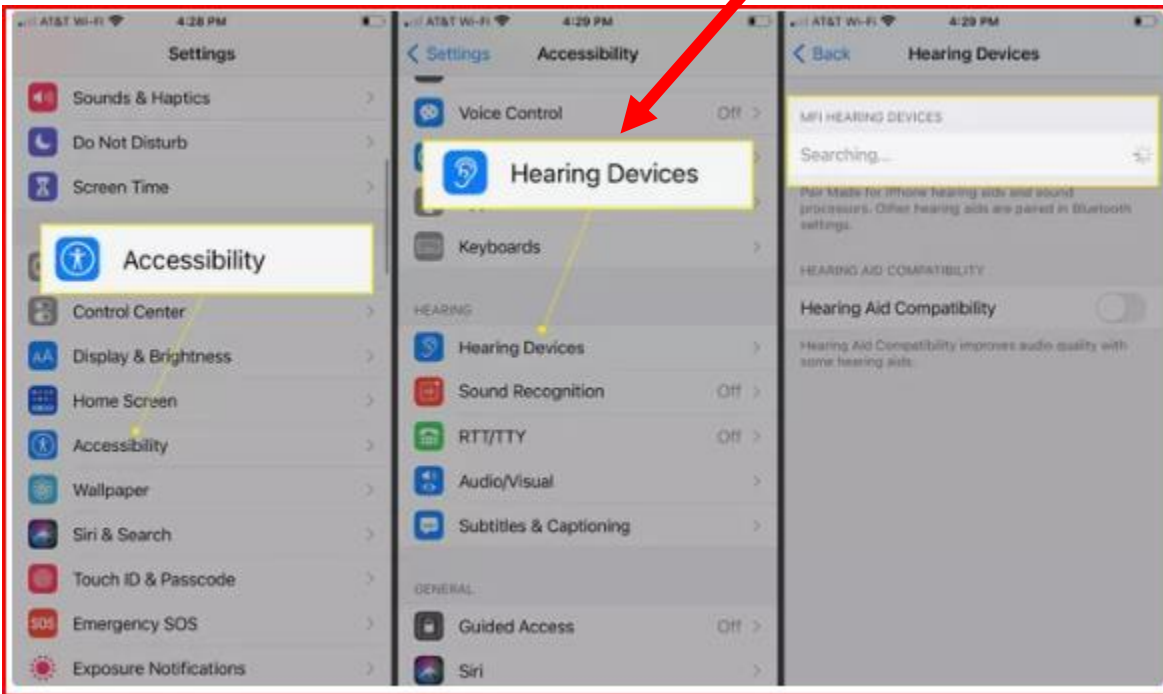 AT&T Wi-Fi 4:28 PM
Settings
Sounds & Haptics
Do Not Disturb
Screen Time
Accessibility
Control Center
AA Display & Brightness
Home Screen
Accessibility
Wallpaper
Siri & Search
Touch ID & Passcode
SOS Emergency SOS
Exposure Notifications
AT&T Wi-Fi 4:29 PM
Settings Accessibility
Voice Control Off
Hearing Devices
Keyboards
HEARING
Hearing Devices
Sound Recognition Off
RTT/TTY Off
Audio/Visual
Subtitles & Captioning
GENERAL
Guided Access Off
Siri
AT&T Wi-Fi 4:29 PM
Back Hearing Devices
MFI HEARING DEVICES
Searching...
Pair Made for iPhone hearing aids and sound
processors. Other hearing aids are paired in Bluetooth
settings.
HEARING AID COMPATIBILITY
Hearing Aid Compatibility
Hearing Aid Compatibility improves audio quality with
some hearing aids.